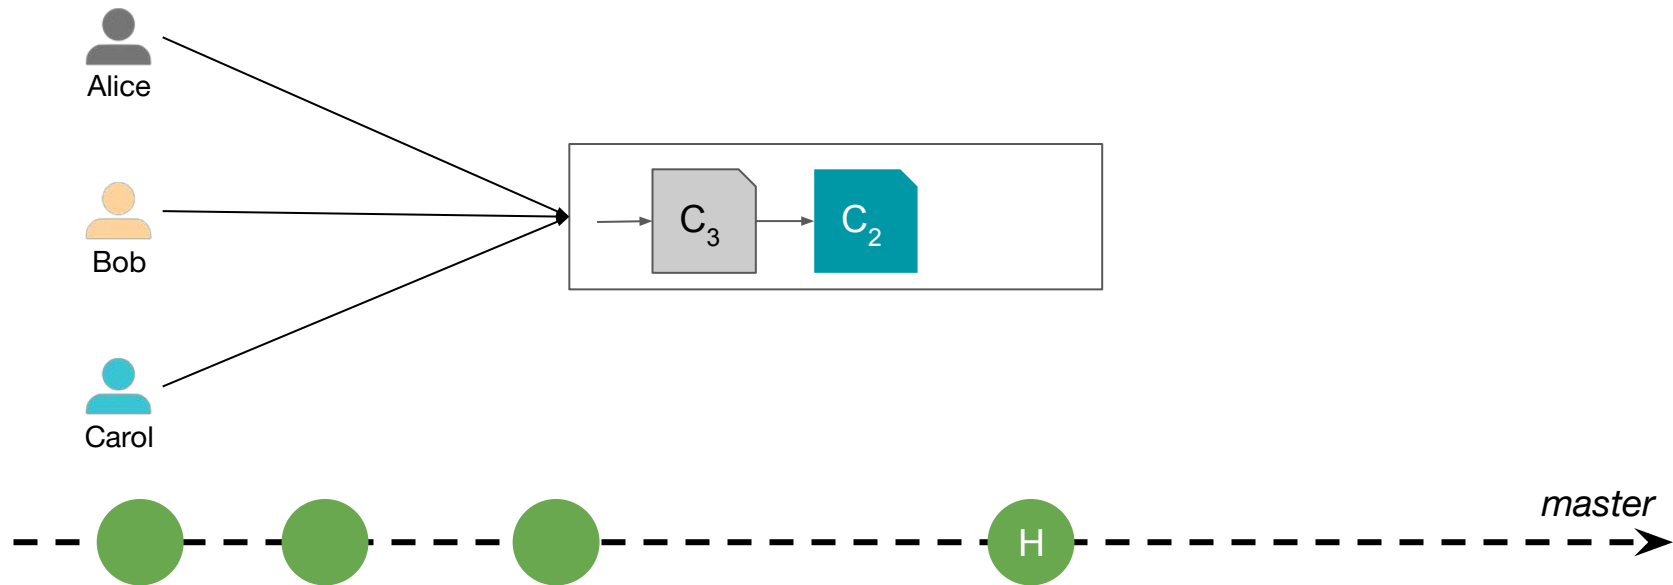 Alice
C₃
C₂
Bob
Carol
master
H